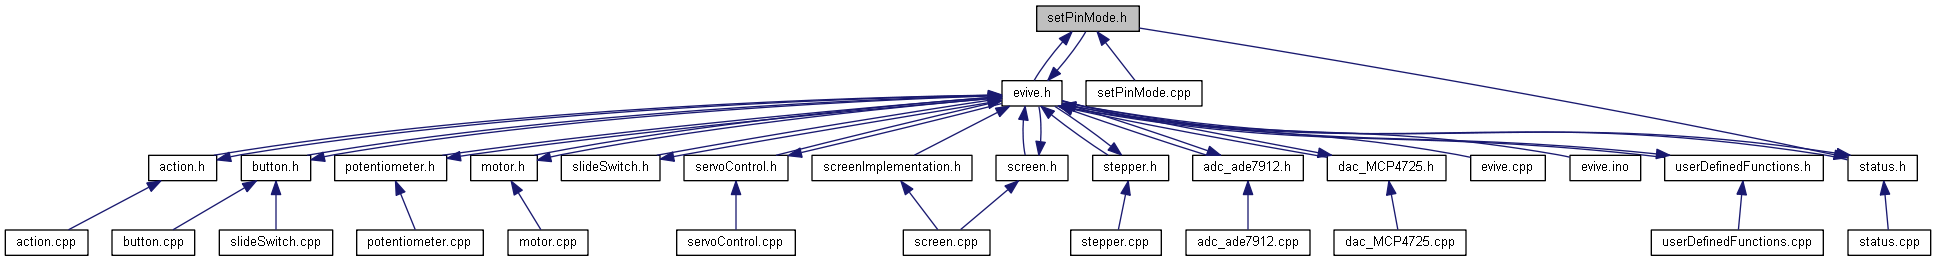 setPinMode.h
evive.h
setPinMode.cpp
action.h
button.h
potentiometer.h
motor.h
slideSwitch.h
servoControl.h
screenImplementation.h
screen.h
stepper.h
adc_ade7912.h
dac_MCP4725.h
evive.cpp
evive.ino
userDefinedFunctions.h
status.h
action.cpp
button.cpp
slideSwitch.cpp
potentiometer.cpp
motor.cpp
servoControl.cpp
screen.cpp
stepper.cpp
adc_ade7912.cpp
dac_MCP4725.cpp
userDefinedFunctions.cpp
status.cpp